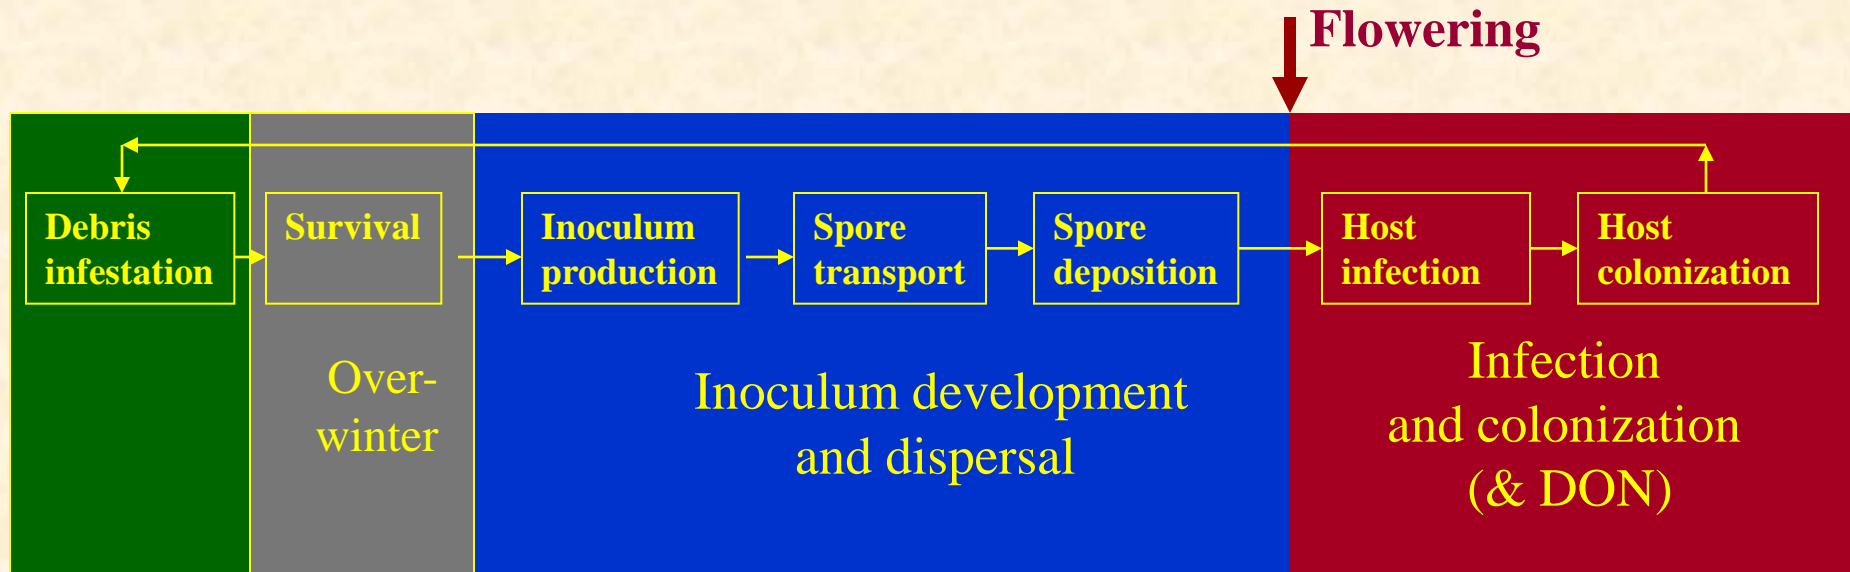 Flowering
Debris
infestation
Survival
Inoculum
production
Spore
transport
Spore
deposition
Host
infection
Host
colonization
Over-
winter
Inoculum development
and dispersal
Infection
and colonization
(& DON)